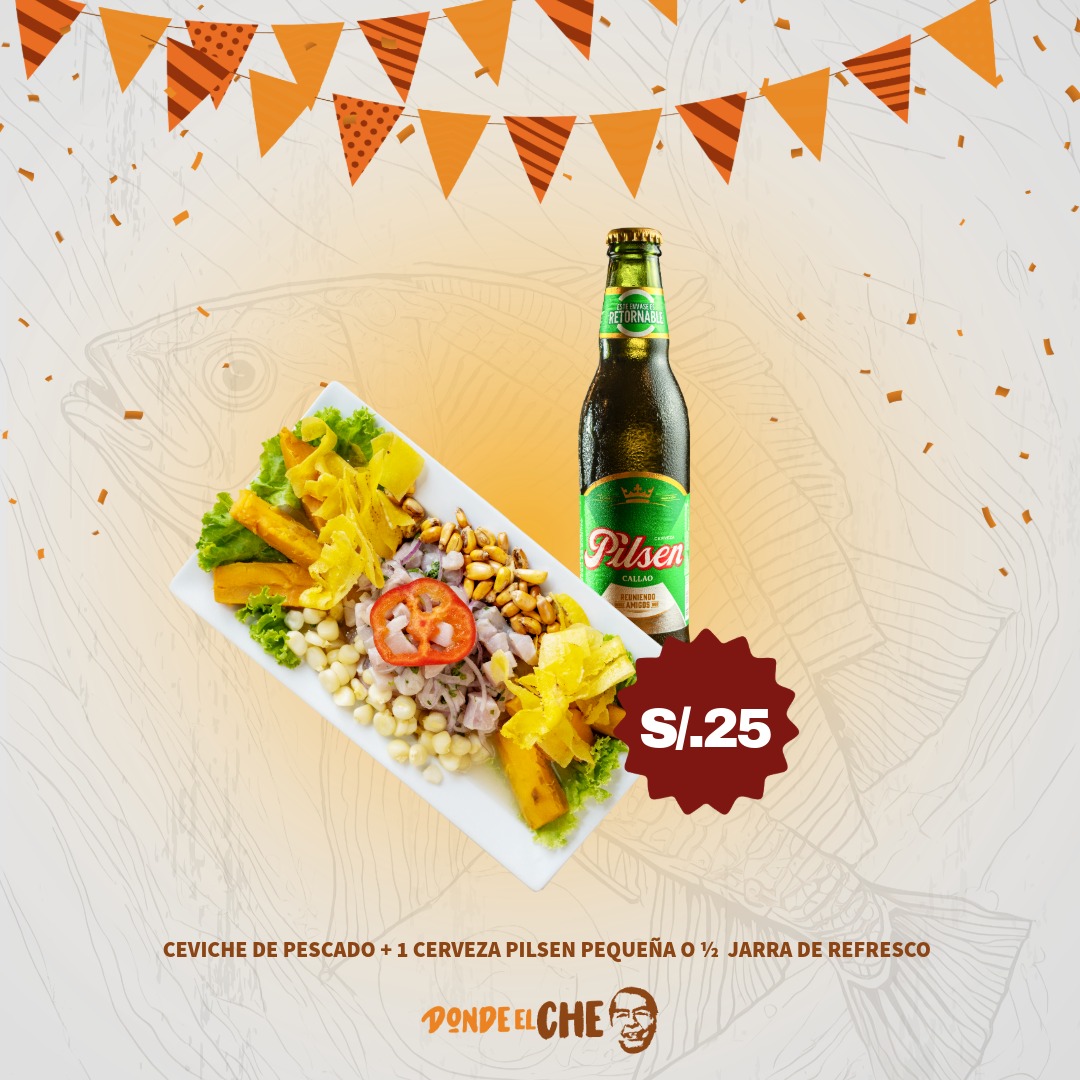 ESTE ENVASE ES
RETORNABLE
CERVEZA
Pilsen
CALLAO
REUNIENDO
AMIGOS
S/.25
CEVICHE DE PESCADO + 1 CERVEZA PILSEN PEQUEÑA O ½ JARRA DE REFRESCO
DONDE EL CHE